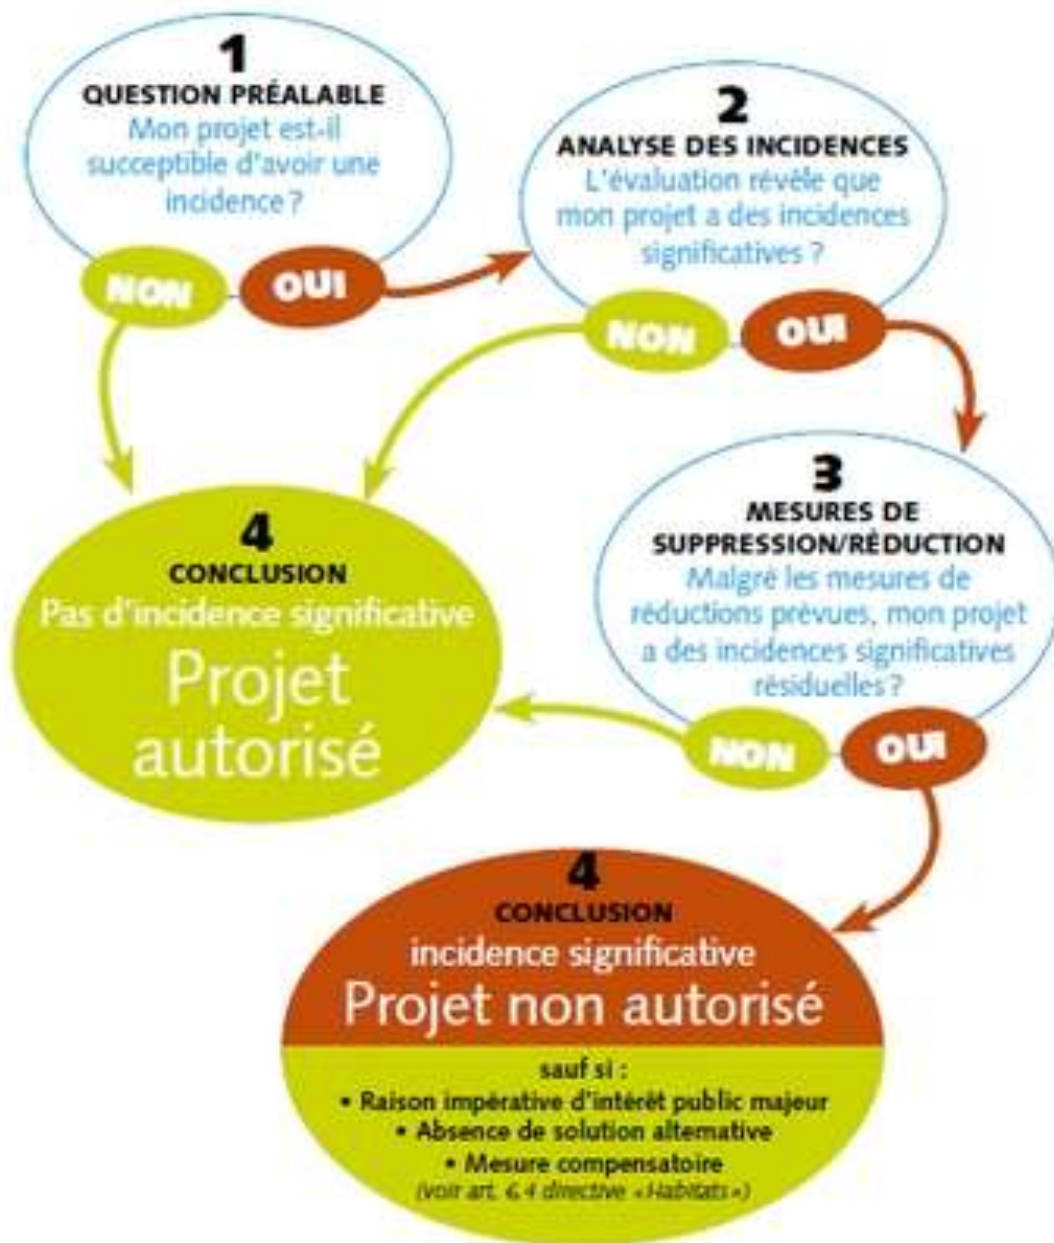 1
QUESTION PRÉALABLE
Mon projet est-il
succeptible d'avoir une
incidence ?
NON
OUI
2
ANALYSE DES INCIDENCES
L'évaluation révèle que
mon projet a des incidences
significatives ?
NON
OUI
3
MESURES DE
SUPPRESSION/RÉDUCTION
Malgré les mesures de
réductions prévues, mon projet
a des incidences significatives
résiduelles ?
NON
OUI
4
CONCLUSION
Pas d'incidence significative
Projet
autorisé
4
CONCLUSION
incidence significative
Projet non autorisé
sauf si :
• Raison impérative d'intérêt public majeur
• Absence de solution alternative
• Mesure compensatoire
(voir art. 6.4 directive « Habitats »)